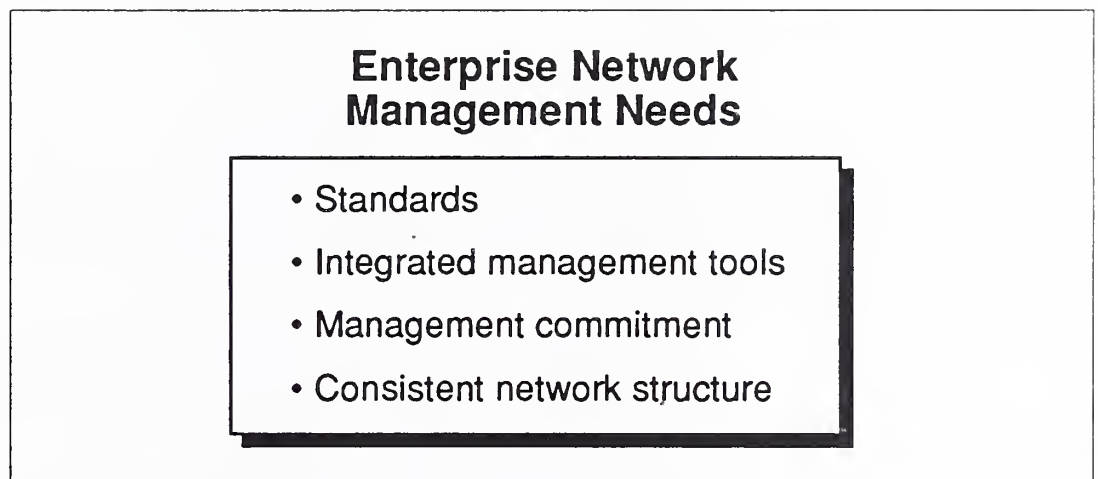 Enterprise Network
Management Needs
• Standards
• Integrated management tools
• Management commitment
• Consistent network structure